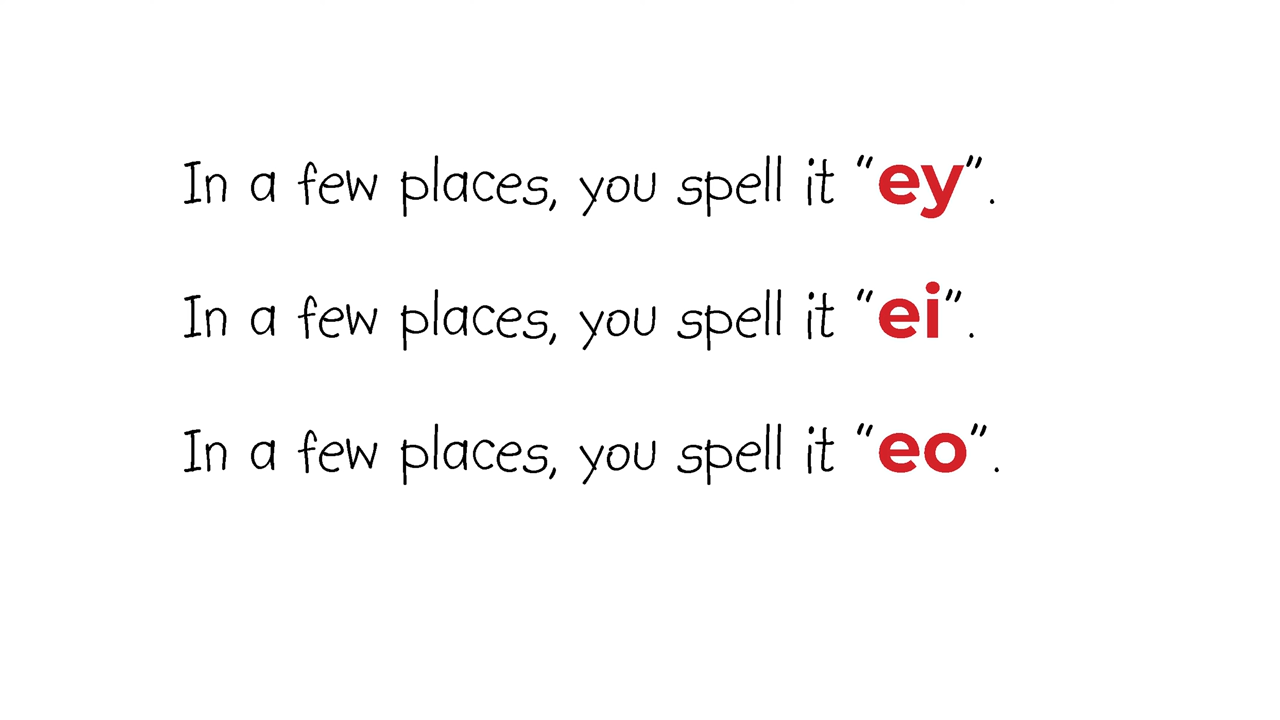 In a few places, you spell it “ey”.
In a few places, you spell it “ei”.
In a few places, you spell it “eo”.